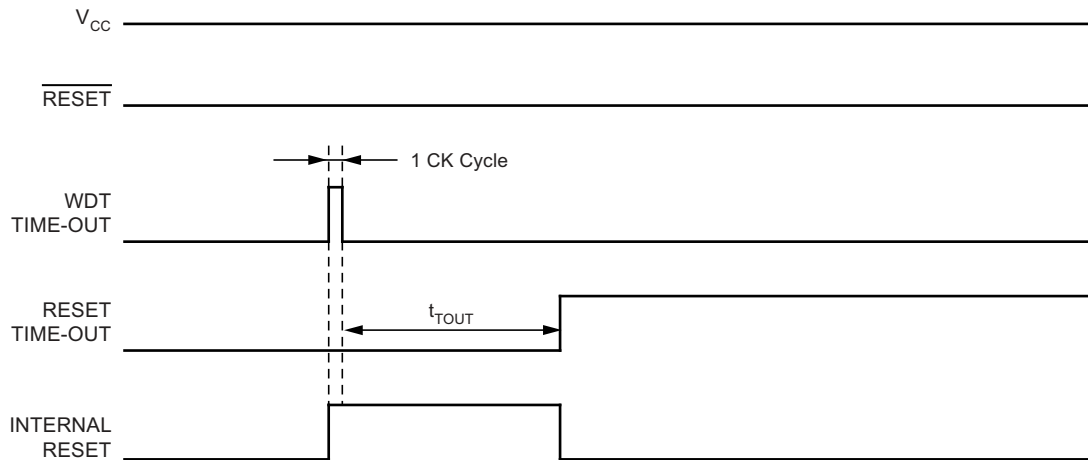 VCC
RESET
1 CK Cycle
WDT
TIME-OUT
RESET
TIME-OUT
tTOUT
INTERNAL
RESET